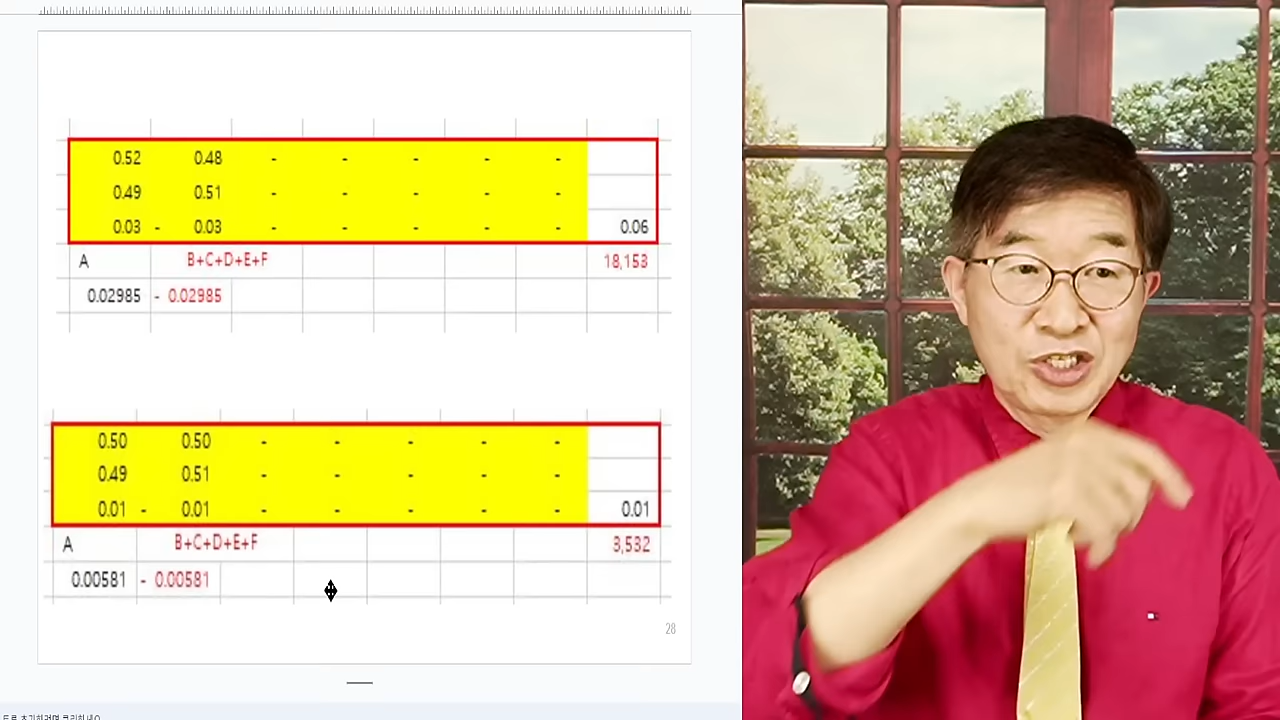 0.52 0.48 - - - - -
0.49 0.51 - - - - -
0.03 - 0.03 - - - - - 0.06
A B+C+D+E+F 18,153
0.02985 - 0.02985
0.50 0.50 - - - - -
0.49 0.51 - - - - -
0.01 - 0.01 - - - - - 0.01
A B+C+D+E+F 3,532
0.00581 - 0.00581
28